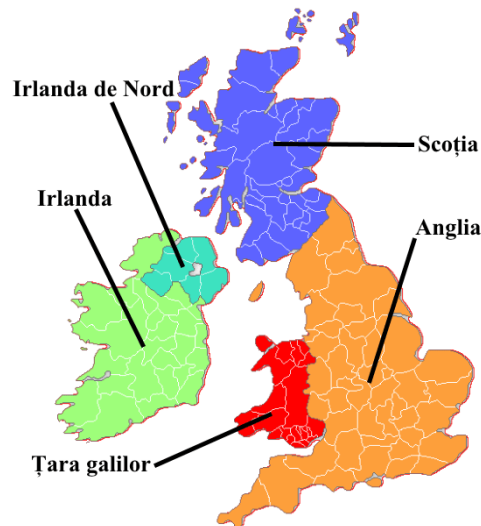 Irlanda de Nord
Scoția
Irlanda
Anglia
Țara galilor